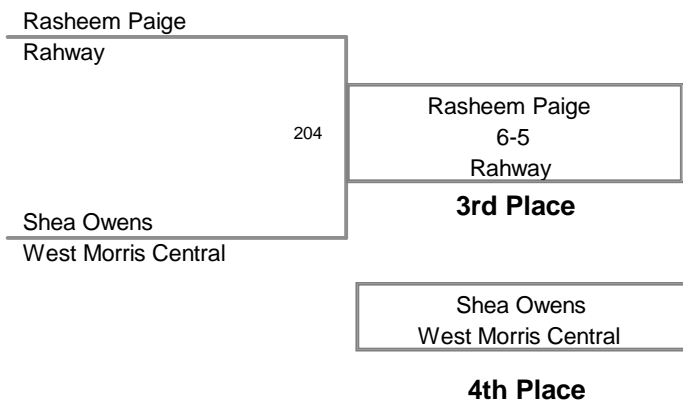 Rasheem Paige
Rahway
204
Rasheem Paige
6-5
Rahway
3rd Place
Shea Owens
West Morris Central
Shea Owens
West Morris Central
4th Place